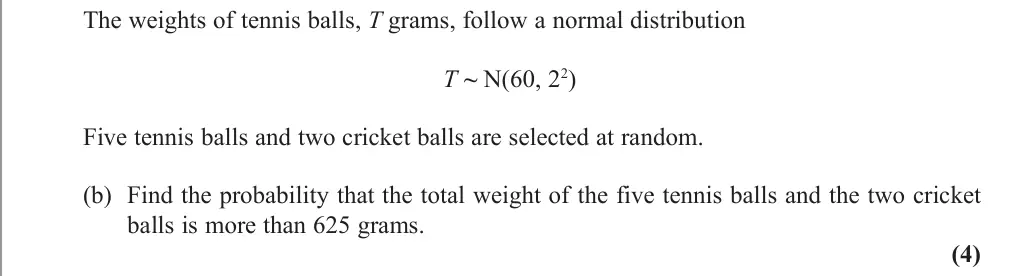 The weights of tennis balls, T grams, follow a normal distribution
T ~ N(60, 2²)
Five tennis balls and two cricket balls are selected at random.
(b) Find the probability that the total weight of the five tennis balls and the two cricket
balls is more than 625 grams.
(4)